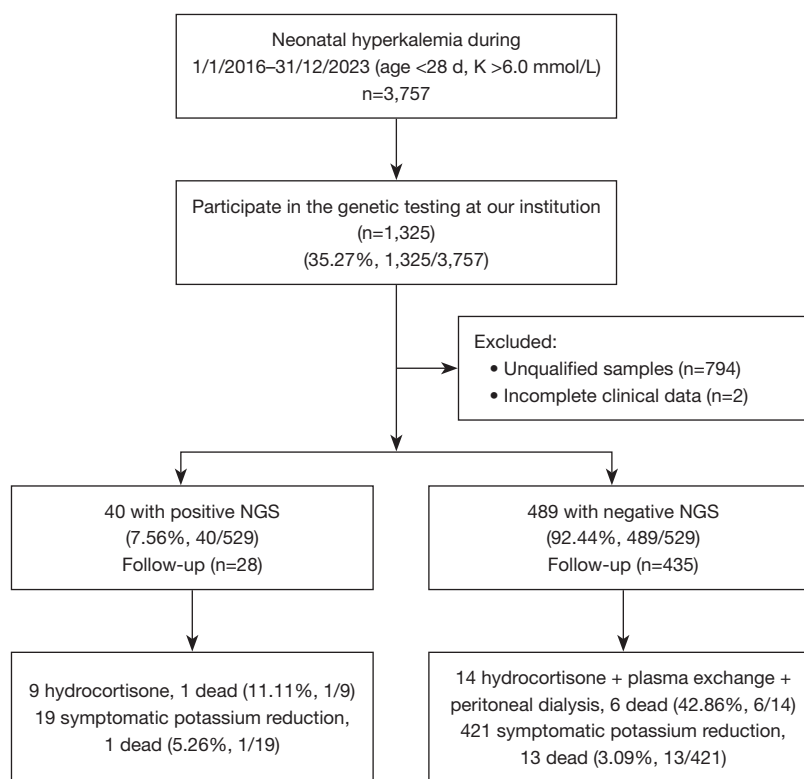 Neonatal hyperkalemia during
1/1/2016–31/12/2023 (age <28 d, K >6.0 mmol/L)
n=3,757
Participate in the genetic testing at our institution
(n=1,325)
(35.27%, 1,325/3,757)
Excluded:
• Unqualified samples (n=794)
• Incomplete clinical data (n=2)
40 with positive NGS
(7.56%, 40/529)
Follow-up (n=28)
489 with negative NGS
(92.44%, 489/529)
Follow-up (n=435)
9 hydrocortisone, 1 dead (11.11%, 1/9)
19 symptomatic potassium reduction,
1 dead (5.26%, 1/19)
14 hydrocortisone + plasma exchange +
peritoneal dialysis, 6 dead (42.86%, 6/14)
421 symptomatic potassium reduction,
13 dead (3.09%, 13/421)